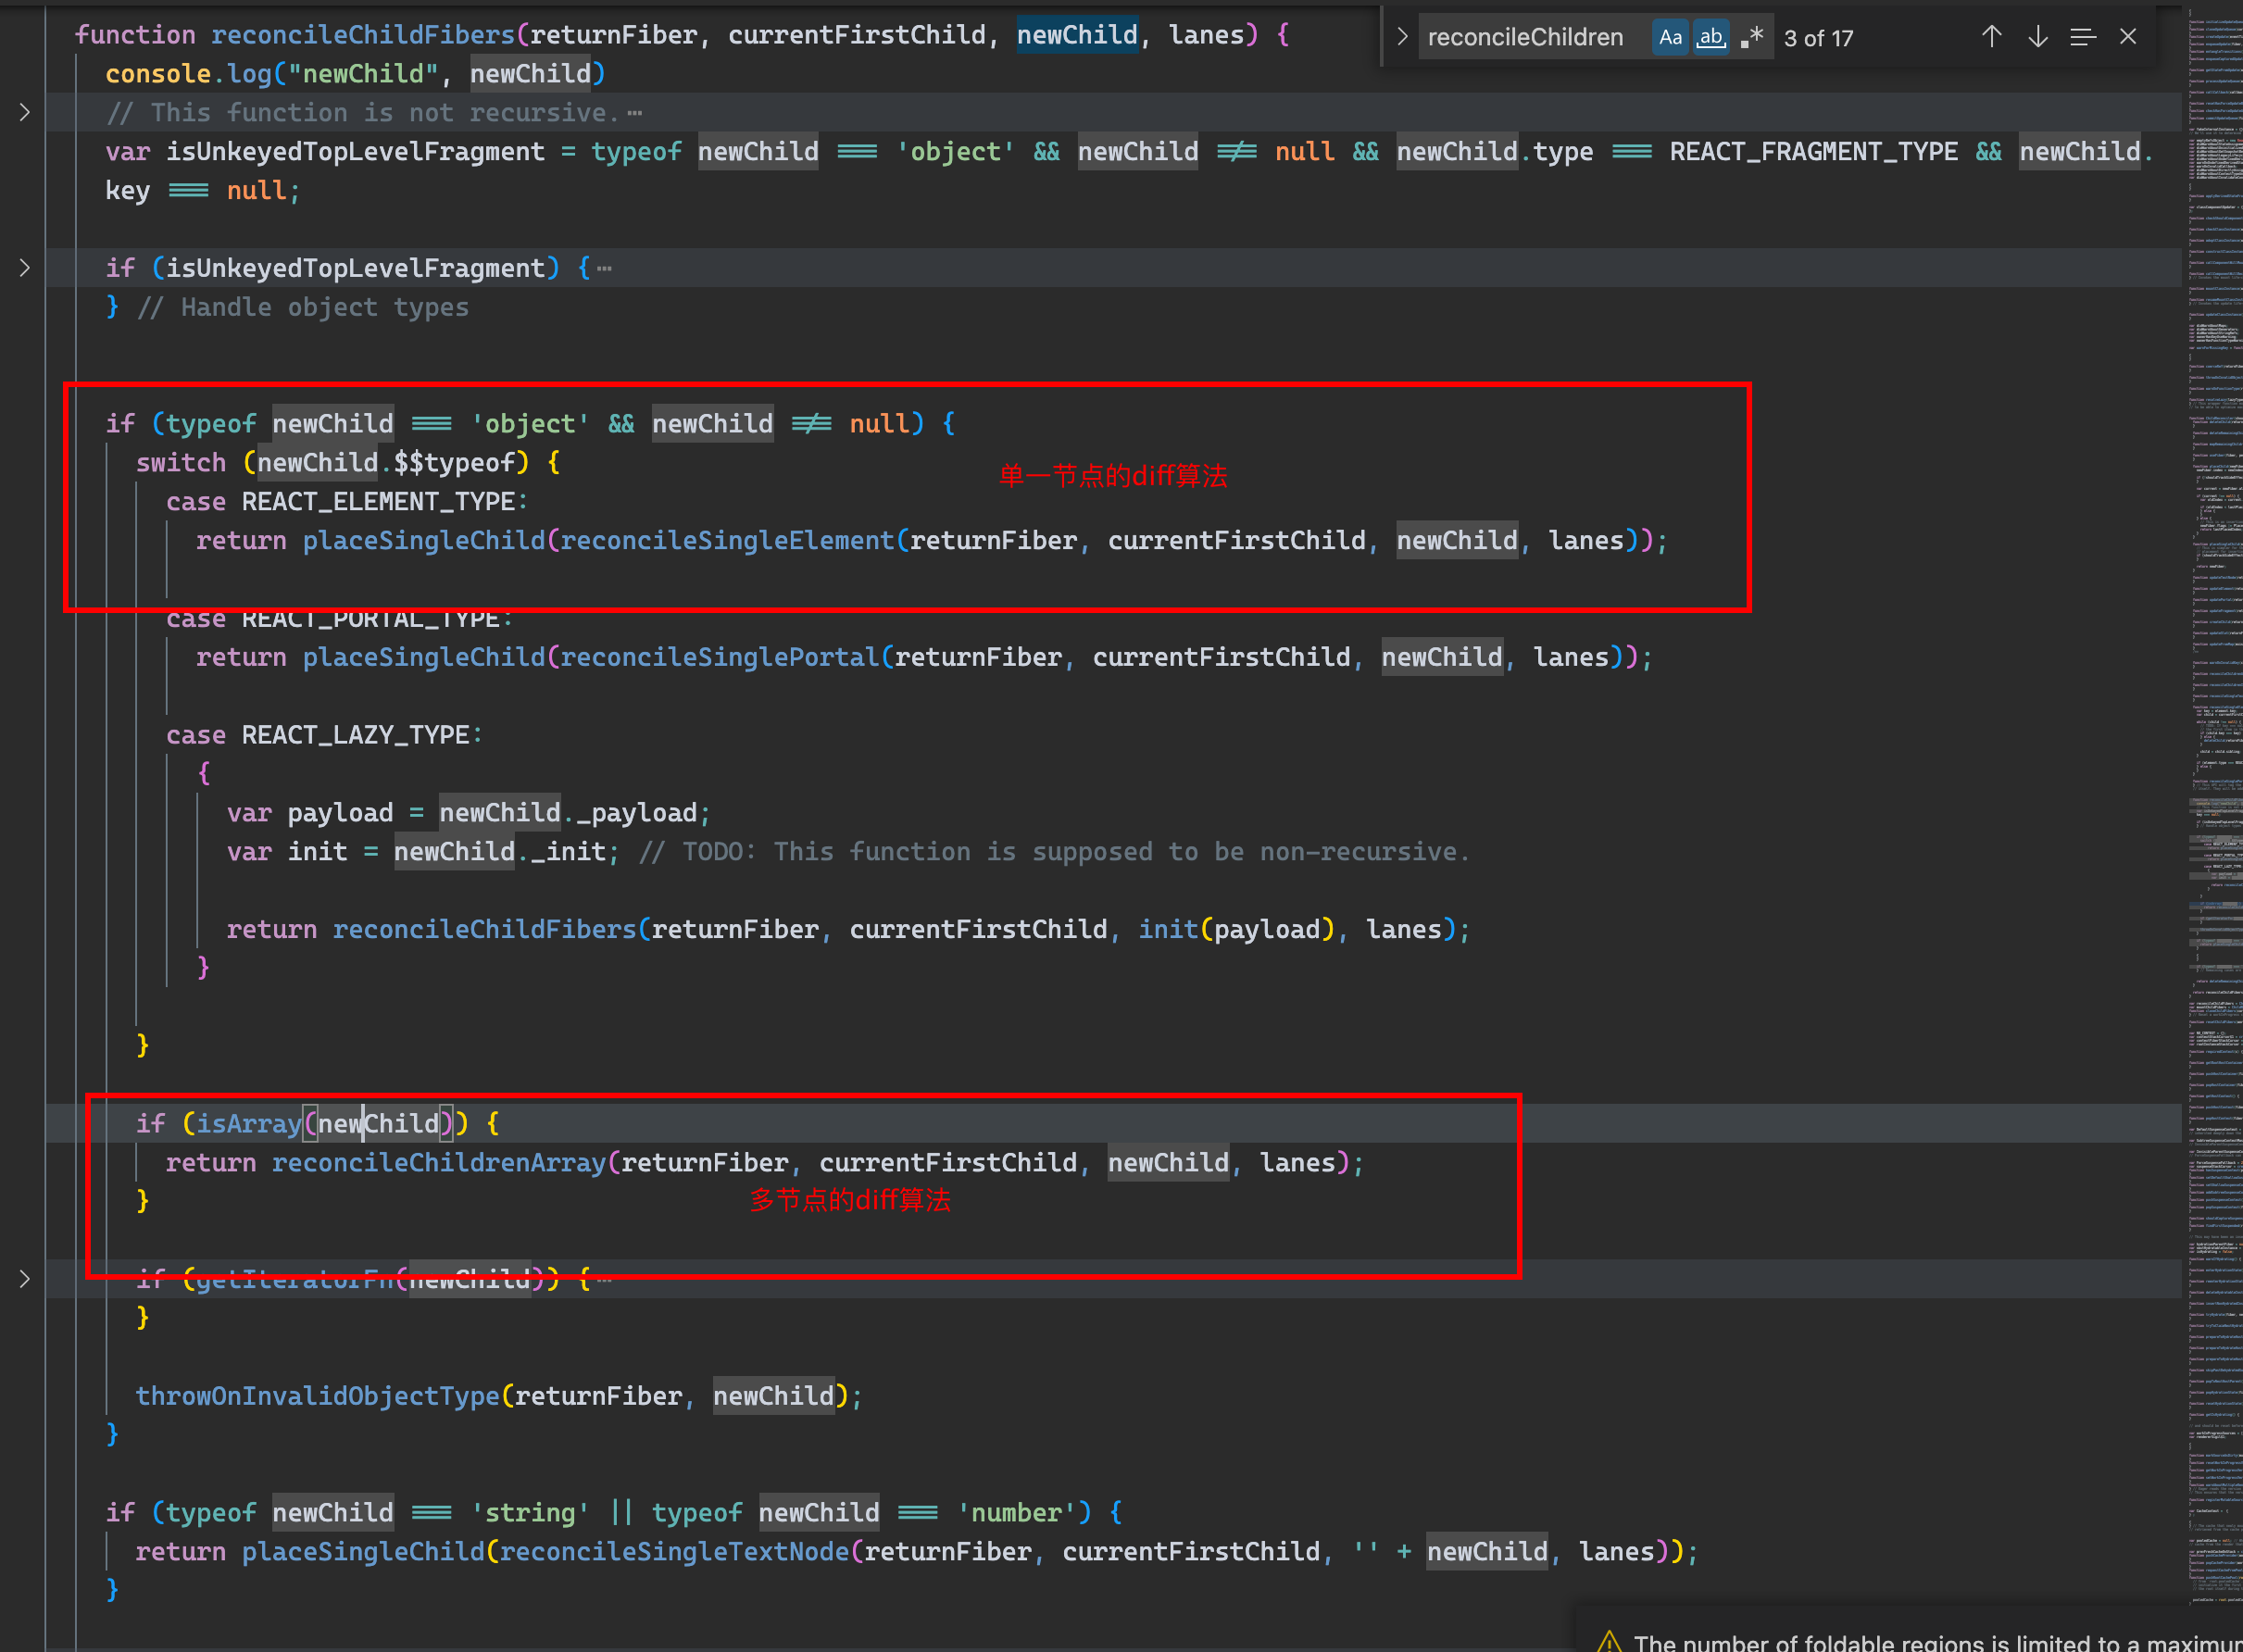 function reconcileChildFibers(returnFiber, currentFirstChild, newChild, lanes) {
reconcileChildren Aa ab .* 3 of 17
console.log("newChild", newChild)
// This function is not recursive. ⋯
var isUnkeyedTopLevelFragment = typeof newChild === 'object' && newChild !== null && newChild.type === REACT_FRAGMENT_TYPE && newChild.
key === null;
if (isUnkeyedTopLevelFragment) { ⋯
} // Handle object types
if (typeof newChild === 'object' && newChild !== null) {
switch (newChild.$$typeof) {
单一节点的diff算法
case REACT_ELEMENT_TYPE:
return placeSingleChild(reconcileSingleElement(returnFiber, currentFirstChild, newChild, lanes));
case REACT_PORTAL_TYPE:
return placeSingleChild(reconcileSinglePortal(returnFiber, currentFirstChild, newChild, lanes));
case REACT_LAZY_TYPE:
{
var payload = newChild._payload;
var init = newChild._init; // TODO: This function is supposed to be non-recursive.
return reconcileChildFibers(returnFiber, currentFirstChild, init(payload), lanes);
}
}
if (isArray(newChild)) {
return reconcileChildrenArray(returnFiber, currentFirstChild, newChild, lanes);
}
多节点的diff算法
if (getIteratorFn(newChild)) { ⋯
}
throwOnInvalidObjectType(returnFiber, newChild);
}
if (typeof newChild === 'string' || typeof newChild === 'number') {
return placeSingleChild(reconcileSingleTextNode(returnFiber, currentFirstChild, '' + newChild, lanes));
}
The number of foldable regions is limited to a maximum